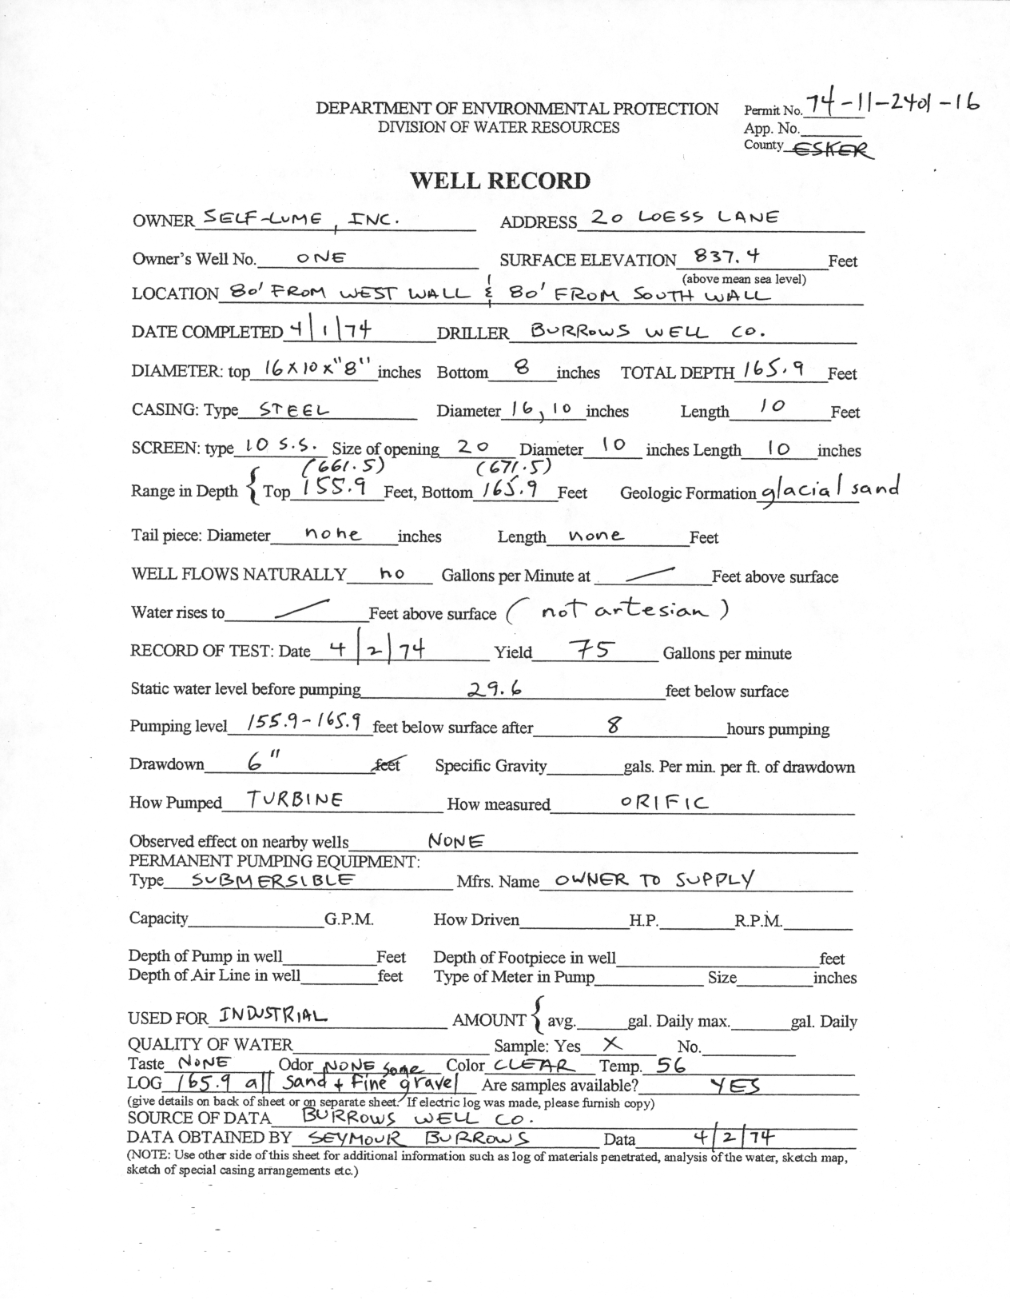 DEPARTMENT OF ENVIRONMENTAL PROTECTION Permit No. 74-11-2401-16
DIVISION OF WATER RESOURCES App. No.
County ESKER
WELL RECORD
OWNER SELF-LUME, INC. ADDRESS 20 LOESS LANE
Owner's Well No. ONE SURFACE ELEVATION 837.4 Feet
(above mean sea level)
LOCATION 80' FROM WEST WALL & 80' FROM SOUTH WALL
DATE COMPLETED 4/1/74 DRILLER BURROWS WELL CO.
DIAMETER: top 16 X 10 x "8" inches Bottom 8 inches TOTAL DEPTH 165.9 Feet
CASING: Type STEEL Diameter 16, 10 inches Length 10 Feet
SCREEN: type 10 S.S. Size of opening 20 Diameter 10 inches Length 10 inches
(661.5) (671.5)
Range in Depth { Top 155.9 Feet, Bottom 165.9 Feet Geologic Formation glacial sand
Tail piece: Diameter none inches Length none Feet
WELL FLOWS NATURALLY no Gallons per Minute at — Feet above surface
Water rises to — Feet above surface (not artesian)
RECORD OF TEST: Date 4/2/74 Yield 75 Gallons per minute
Static water level before pumping 29.6 feet below surface
Pumping level 155.9-165.9 feet below surface after 8 hours pumping
Drawdown 6" feet Specific Gravity gals. Per min. per ft. of drawdown
How Pumped TURBINE How measured ORIFIC
Observed effect on nearby wells NONE
PERMANENT PUMPING EQUIPMENT:
Type SUBMERSIBLE Mfrs. Name OWNER TO SUPPLY
Capacity G.P.M. How Driven H.P. R.P.M.
Depth of Pump in well Feet Depth of Footpiece in well feet
Depth of Air Line in well feet Type of Meter in Pump Size inches
USED FOR INDUSTRIAL AMOUNT { avg. gal. Daily max. gal. Daily
QUALITY OF WATER Sample: Yes X No.
Taste NONE Odor NONE some Color CLEAR Temp. 56
LOG 165.9 all Sand + fine gravel Are samples available? YES
(give details on back of sheet or on separate sheet. If electric log was made, please furnish copy)
SOURCE OF DATA BURROWS WELL CO.
DATA OBTAINED BY SEYMOUR BURROWS Data 4/2/74
(NOTE: Use other side of this sheet for additional information such as log of materials penetrated, analysis of the water, sketch map,
sketch of special casing arrangements etc.)